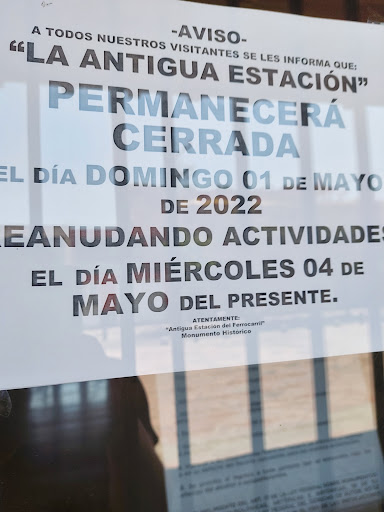 -AVISO-
A TODOS NUESTROS VISITANTES SE LES INFORMA QUE:
“LA ANTIGUA ESTACIÓN”
PERMANECERÁ
CERRADA
EL DÍA DOMINGO 01 DE MAYO
DE 2022
REANUDANDO ACTIVIDADES
EL DÍA MIÉRCOLES 04 DE
MAYO DEL PRESENTE.
ATENTAMENTE:
“Antigua Estación del Ferrocarril”
Monumento Histórico